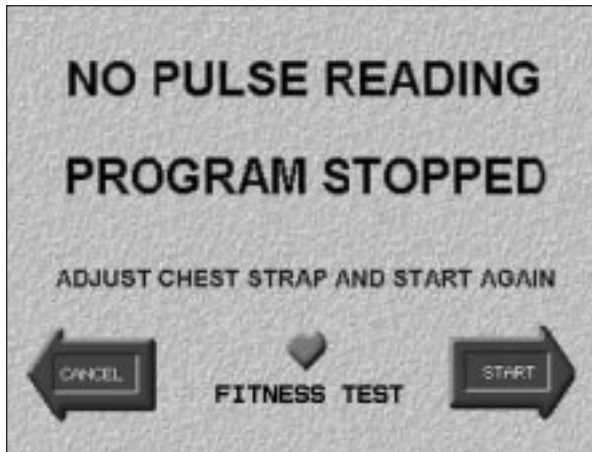 NO PULSE READING
PROGRAM STOPPED
ADJUST CHEST STRAP AND START AGAIN
CANCEL
START
FITNESS TEST